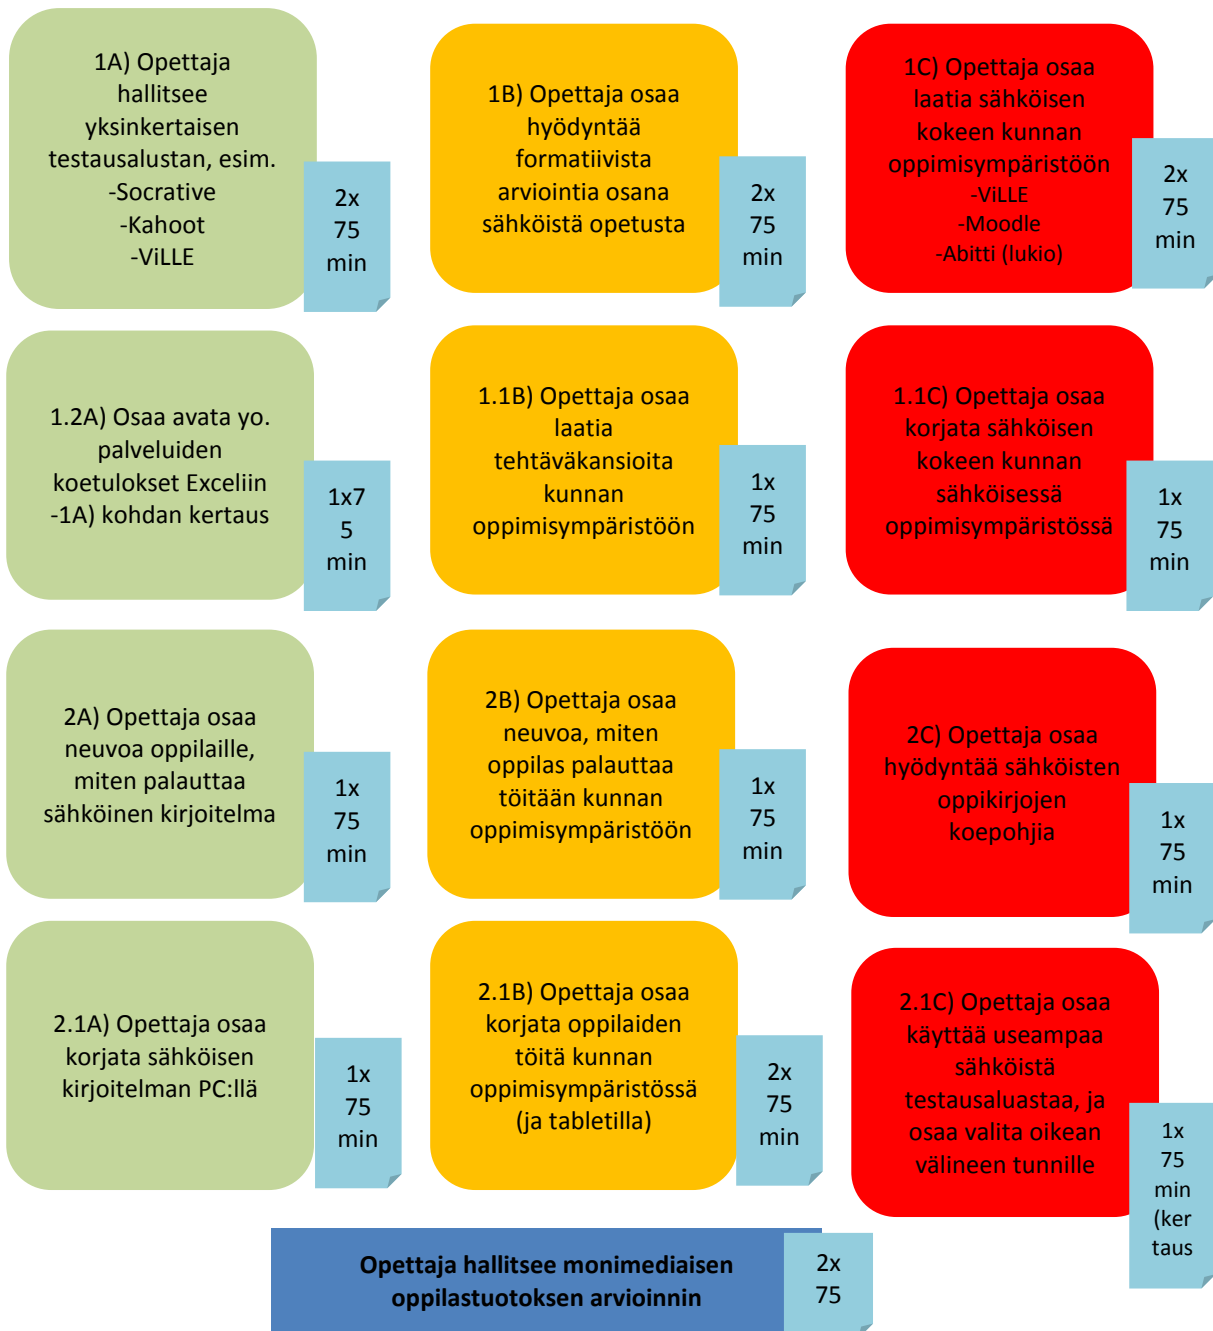 1A) Opettaja
hallitsee
yksinkertaisen
testausalustan, esim.
-Socrative
-Kahoot
-ViLLE
2x
75
min
1B) Opettaja osaa
hyödyntää
formatiivista
arviointia osana
sähköistä opetusta
2x
75
min
1C) Opettaja osaa
laatia sähköisen
kokeen kunnan
oppimisympäristöön
-ViLLE
-Moodle
-Abitti (lukio)
2x
75
min
1.2A) Osaa avata yo.
palveluiden
koetulokset Exceliin
-1A) kohdan kertaus
1x7
5
min
1.1B) Opettaja osaa
laatia
tehtäväkansioita
kunnan
oppimisympäristöön
1x
75
min
1.1C) Opettaja osaa
korjata sähköisen
kokeen kunnan
sähköisessä
oppimisympäristössä
1x
75
min
2A) Opettaja osaa
neuvoa oppilaille,
miten palauttaa
sähköinen kirjoitelma
1x
75
min
2B) Opettaja osaa
neuvoa, miten
oppilas palauttaa
töitään kunnan
oppimisympäristöön
1x
75
min
2C) Opettaja osaa
hyödyntää sähköisten
oppikirjojen
koepohjia
1x
75
min
2.1A) Opettaja osaa
korjata sähköisen
kirjoitelman PC:llä
1x
75
min
2.1B) Opettaja osaa
korjata oppilaiden
töitä kunnan
oppimisympäristössä
(ja tabletilla)
2x
75
min
2.1C) Opettaja osaa
käyttää useampaa
sähköistä
testausaluastaa, ja
osaa valita oikean
välineen tunnille
1x
75
min
(ker
taus
Opettaja hallitsee monimediaisen
oppilastuotoksen arvioinnin
2x
75